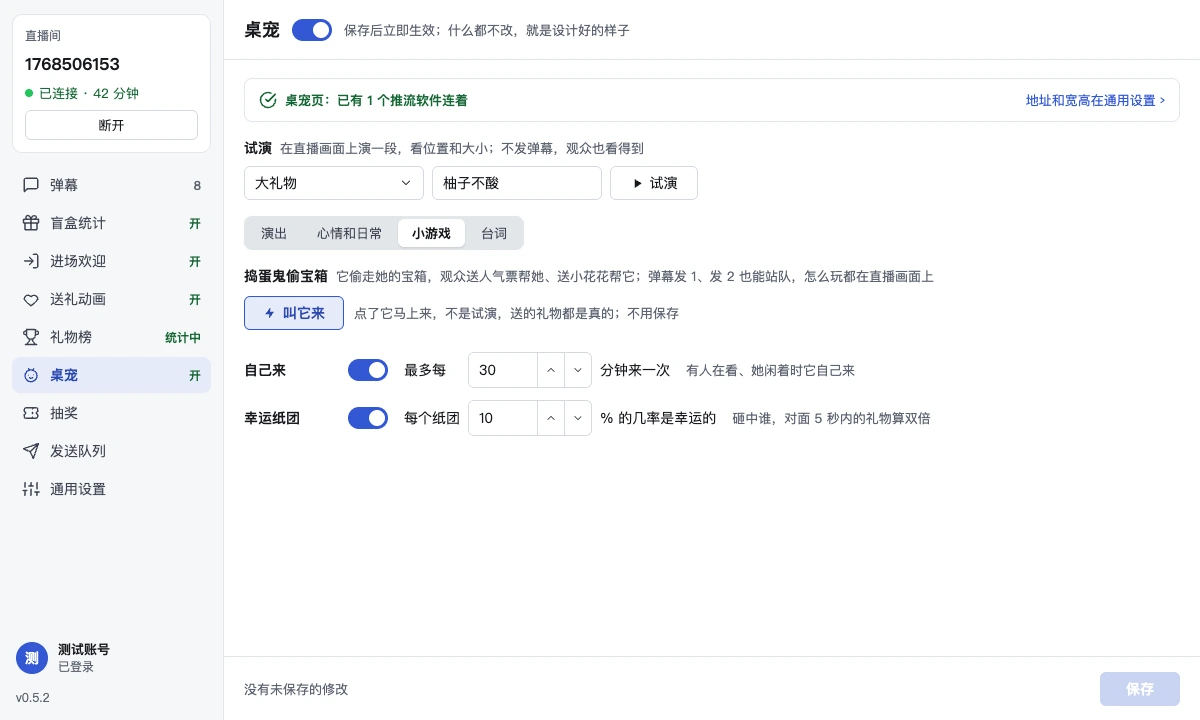 直播间
1768506153
已连接 · 42 分钟
断开
弹幕 8
盲盒统计 开
进场欢迎 开
送礼动画 开
礼物榜 统计中
桌宠 开
抽奖
发送队列
通用设置
测 测试账号
已登录
v0.5.2
桌宠 保存后立即生效；什么都不改，就是设计好的样子
桌宠页：已有 1 个推流软件连着 地址和宽高在通用设置 ›
试演 在直播画面上演一段，看位置和大小；不发弹幕，观众也看得到
大礼物 柚子不酸 试演
演出 心情和日常 小游戏 台词
捣蛋鬼偷宝箱 它偷走她的宝箱，观众送人气票帮她、送小花花帮它；弹幕发 1、发 2 也能站队，怎么玩都在直播画面上
叫它来 点了它马上来，不是试演，送的礼物都是真的；不用保存
自己来 最多每 30 分钟来一次 有人在看、她闲着时它自己来
幸运纸团 每个纸团 10 % 的几率是幸运的 砸中谁，对面 5 秒内的礼物算双倍
没有未保存的修改 保存